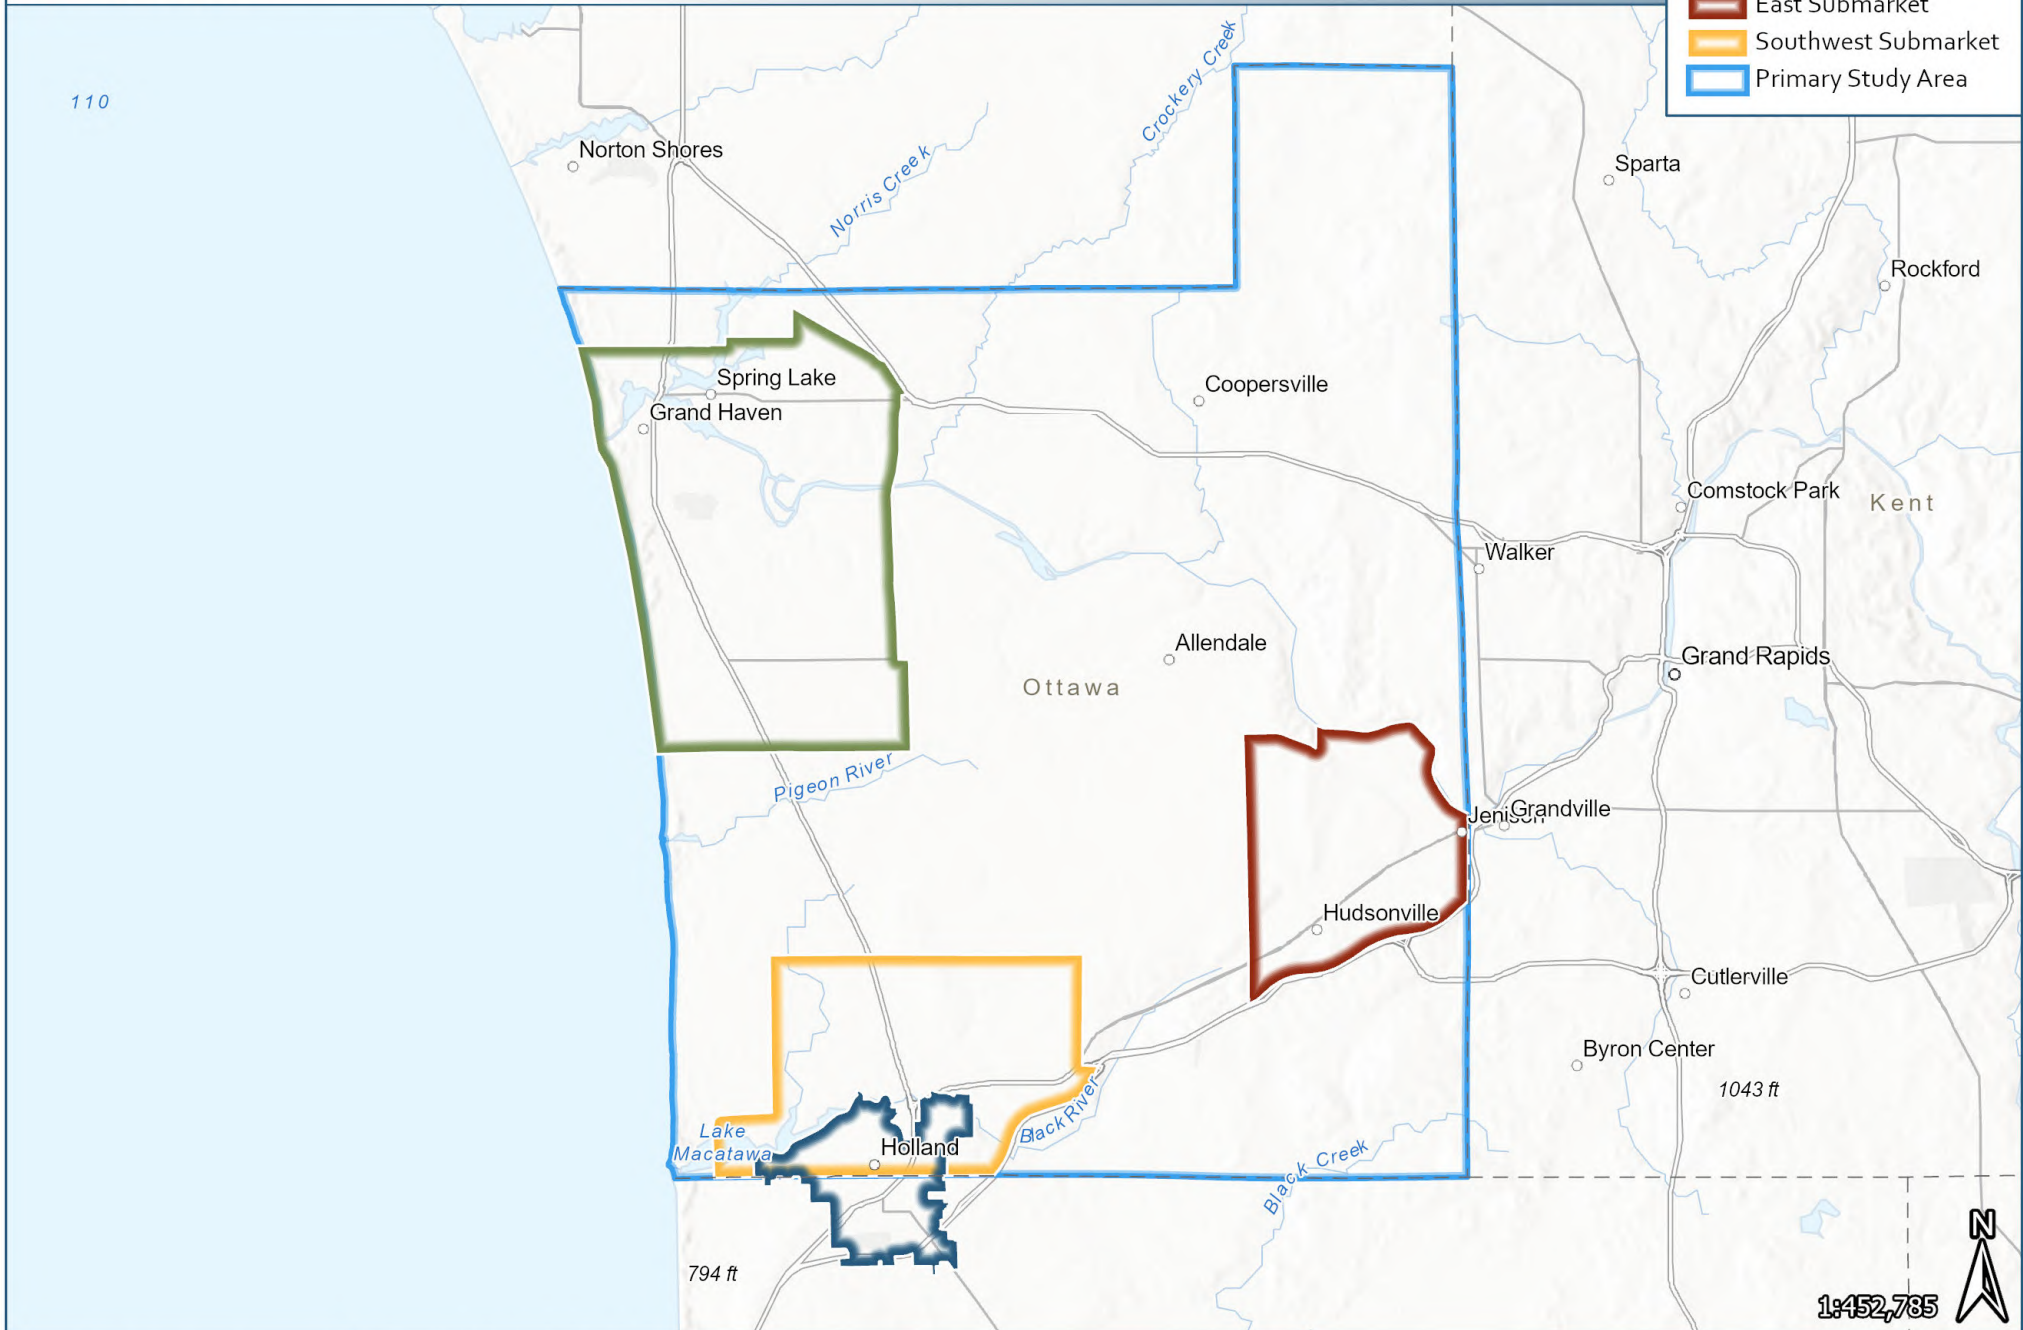 East Submarket
Southwest Submarket
Primary Study Area
110
Crockery Creek
Norton Shores
Norris Creek
Sparta
Rockford
Spring Lake
Coopersville
Grand Haven
Comstock Park
Kent
Walker
Allendale
Grand Rapids
Ottawa
Pigeon River
Jenison
Grandville
Hudsonville
Cutlerville
Byron Center
1043 ft
Black River
Lake
Macatawa
Holland
Black Creek
N
794 ft
1:452,785